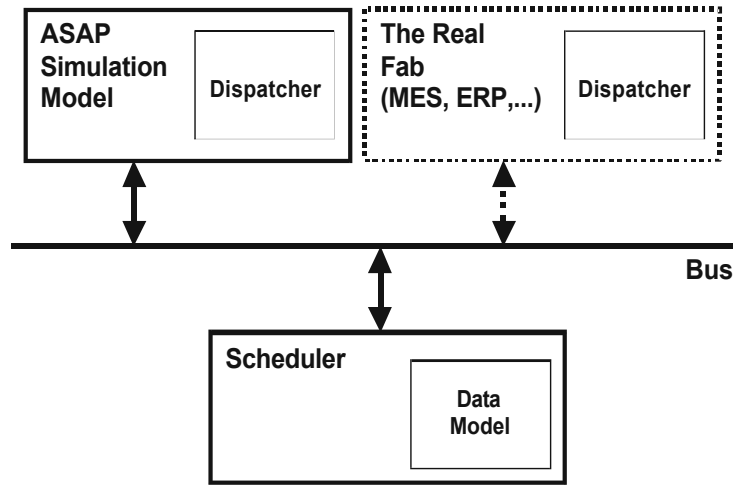 ASAP
Simulation
Model
Dispatcher
The Real
Fab
(MES, ERP,...)
Dispatcher
Bus
Scheduler
Data
Model